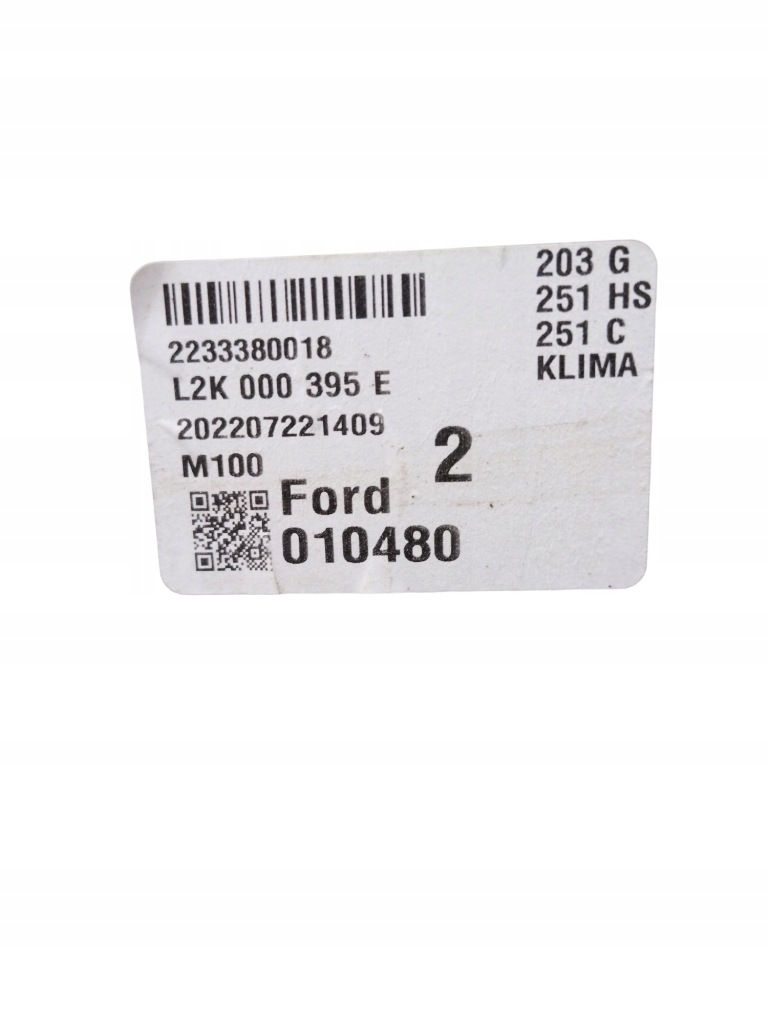 203 G
251 HS
251 C
KLIMA
2233380018
L2K 000 395 E
202207221409
M100
2
Ford
010480